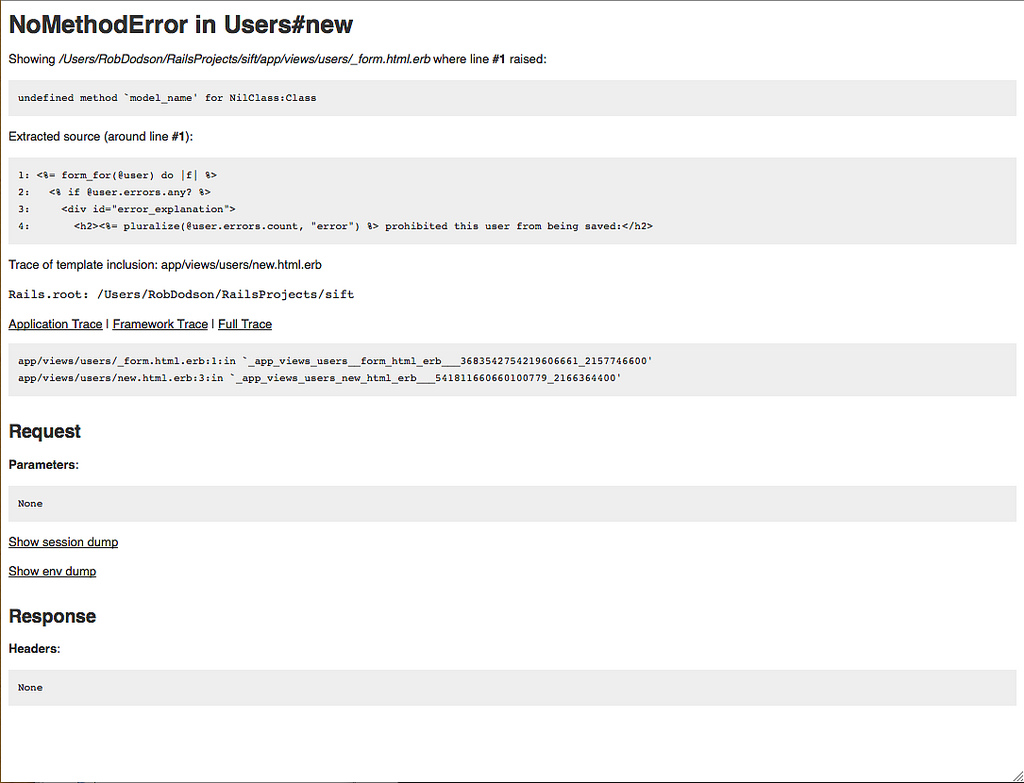 NoMethodError in Users#new
Showing /Users/RobDodson/RailsProjects/sift/app/views/users/_form.html.erb where line #1 raised:
undefined method `model_name' for NilClass:Class
Extracted source (around line #1):
1: <%= form_for(@user) do |f| %>
2:   <% if @user.errors.any? %>
3:     <div id="error_explanation">
4:       <h2><%= pluralize(@user.errors.count, "error") %> prohibited this user from being saved:</h2>
Trace of template inclusion: app/views/users/new.html.erb
Rails.root: /Users/RobDodson/RailsProjects/sift
Application Trace | Framework Trace | Full Trace
app/views/users/_form.html.erb:1:in `_app_views_users__form_html_erb___3683542754219606661_2157746600'
app/views/users/new.html.erb:3:in `_app_views_users_new_html_erb___541811660660100779_2166364400'
Request
Parameters:
None
Show session dump
Show env dump
Response
Headers:
None